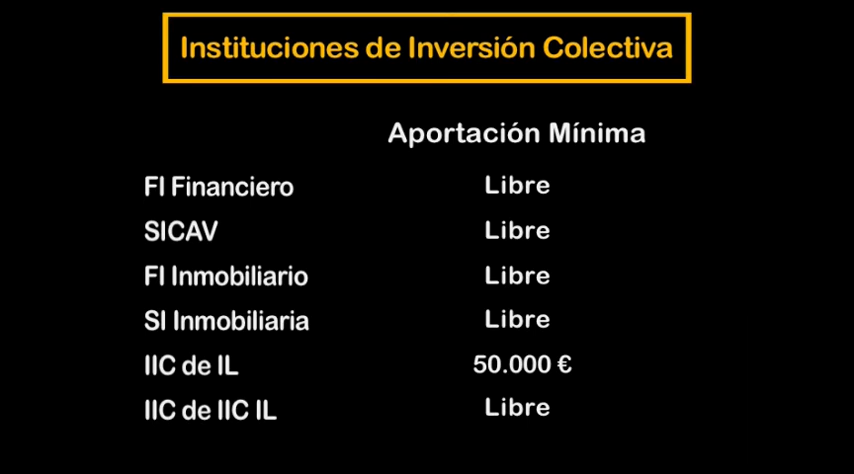 Instituciones de Inversión Colectiva
Aportación Mínima
FI Financiero Libre
SICAV Libre
FI Inmobiliario Libre
SI Inmobiliaria Libre
IIC de IL 50.000 €
IIC de IIC IL Libre